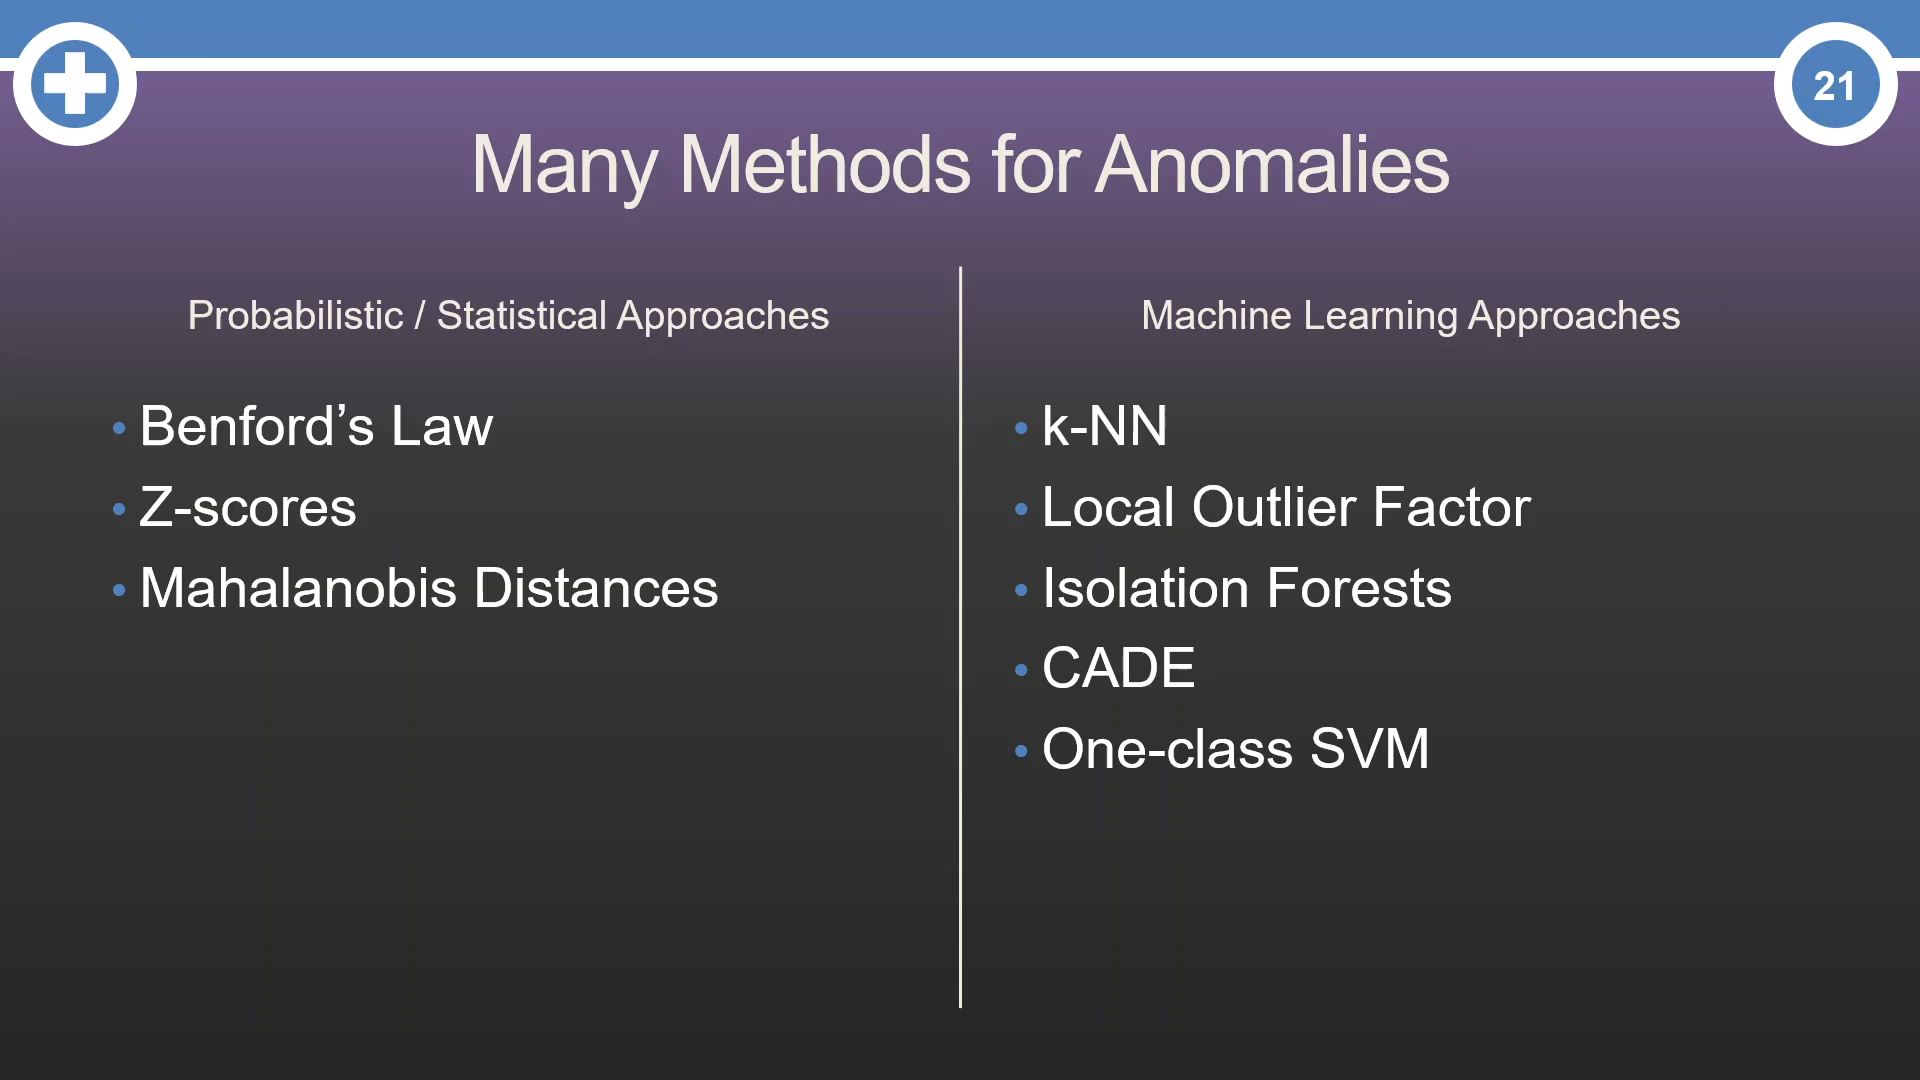 21
Many Methods for Anomalies
Probabilistic / Statistical Approaches
• Benford’s Law
• Z-scores
• Mahalanobis Distances
Machine Learning Approaches
• k-NN
• Local Outlier Factor
• Isolation Forests
• CADE
• One-class SVM